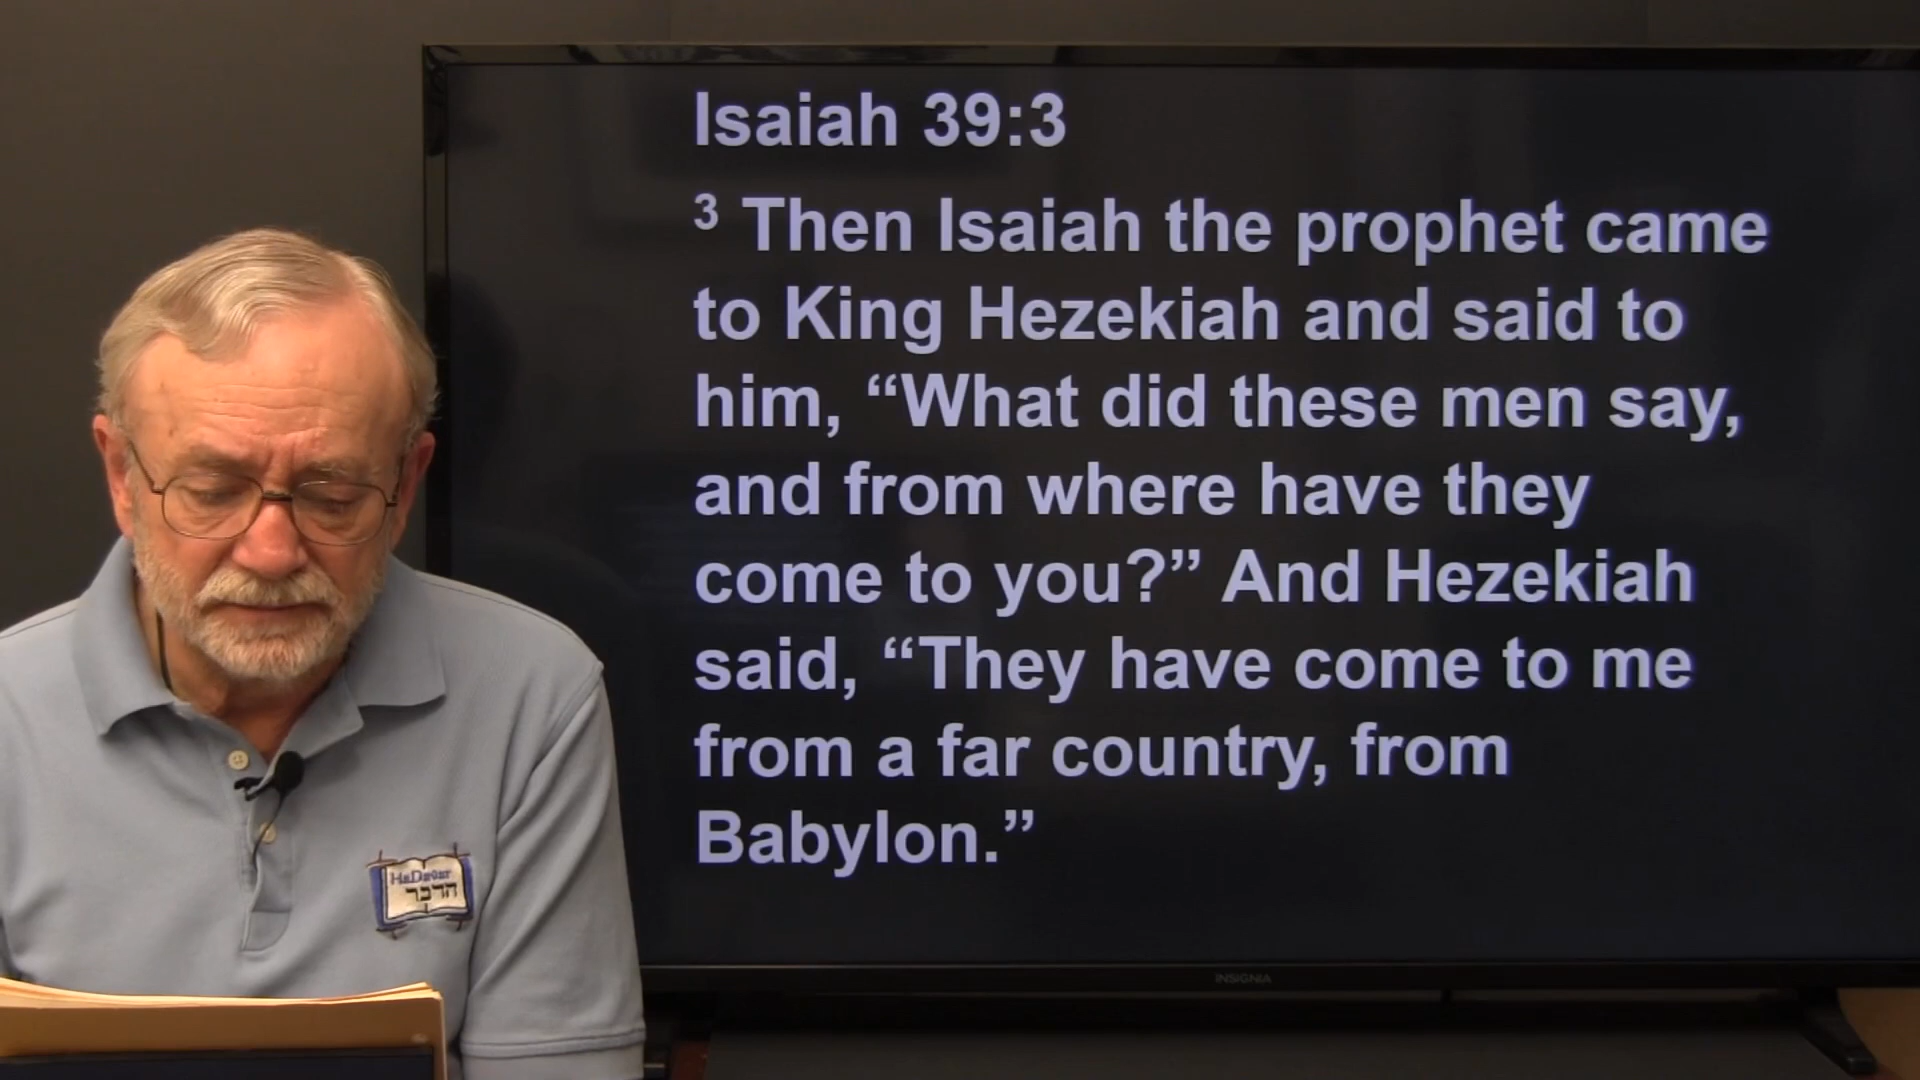 Isaiah 39:3
3 Then Isaiah the prophet came
to King Hezekiah and said to
him, “What did these men say,
and from where have they
come to you?” And Hezekiah
said, “They have come to me
from a far country, from
Babylon.”
HaDavar
הדבר
INSIGNIA